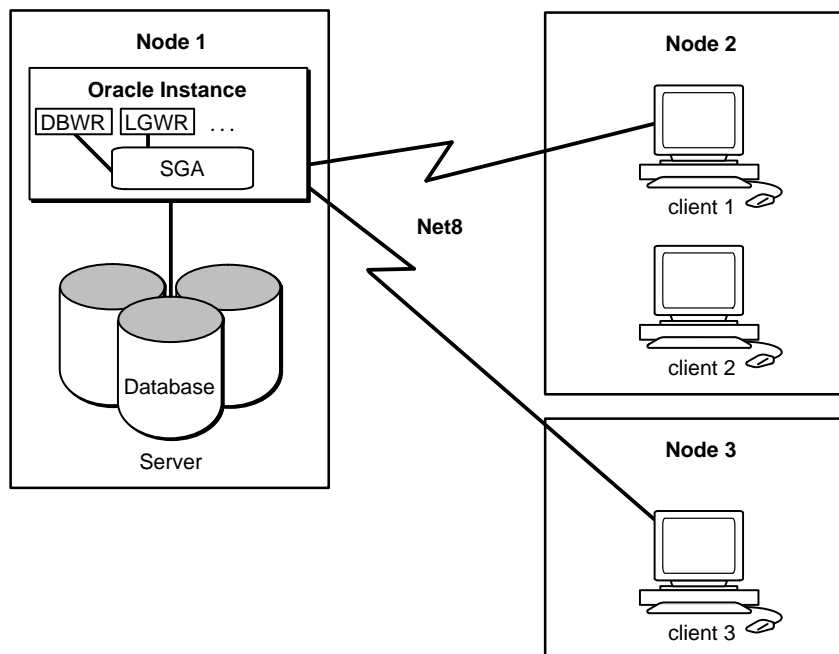 Node 1
Oracle Instance
DBWR LGWR ...
SGA
Database
Server
Net8
Node 2
client 1
client 2
Node 3
client 3